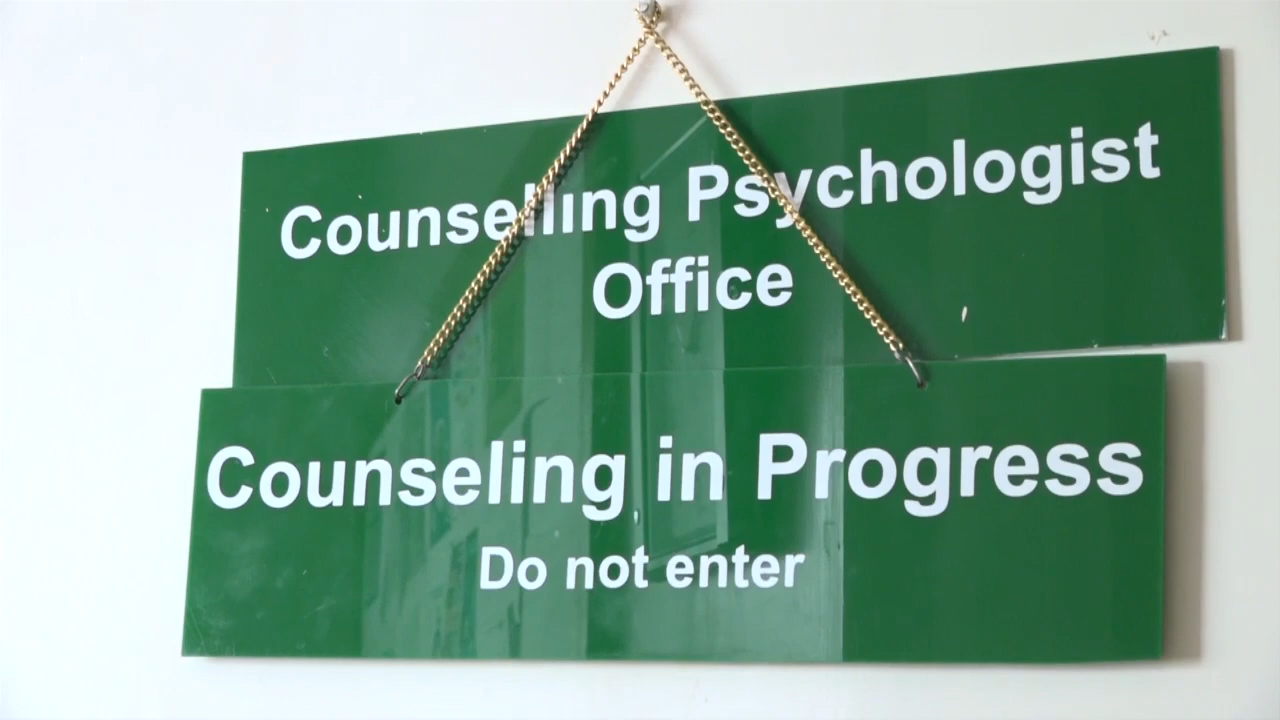 Counselling Psychologist
Office
Counseling in Progress
Do not enter